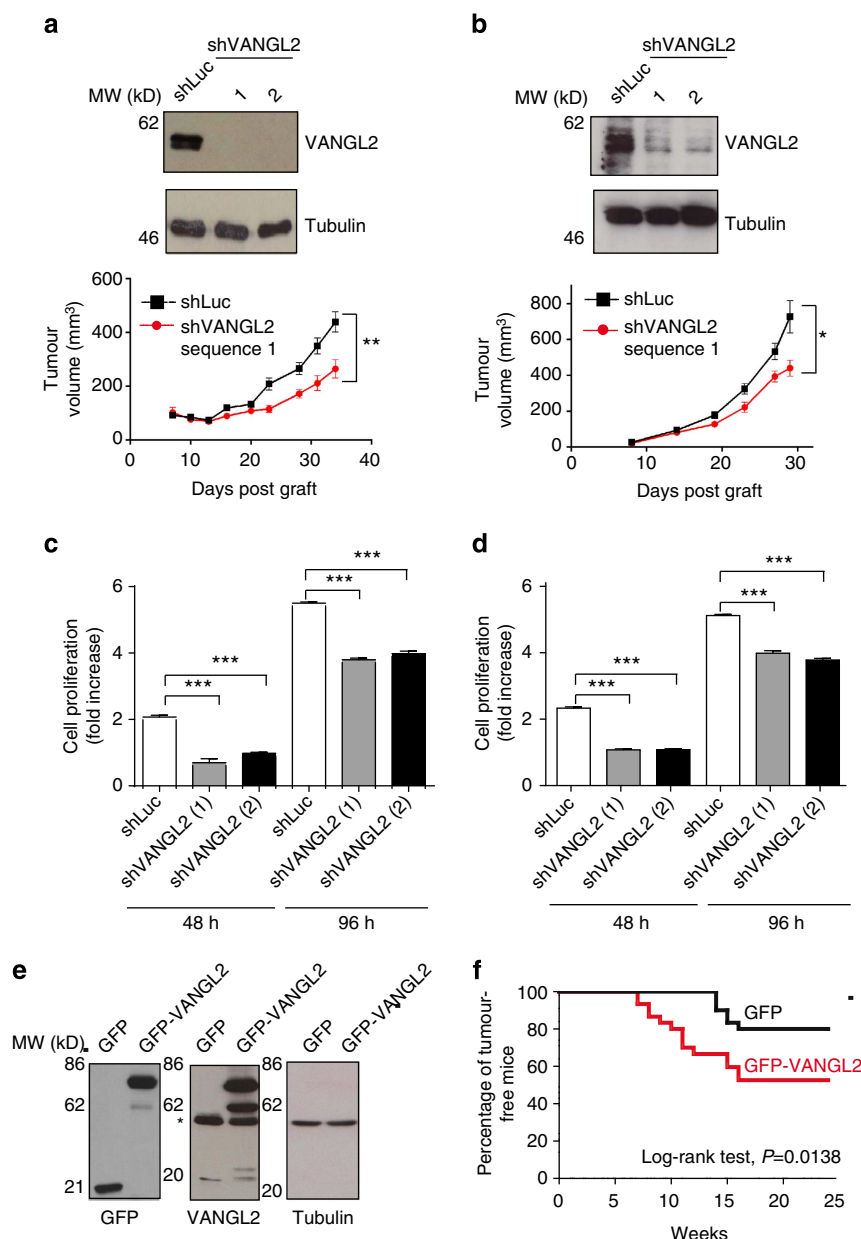 a
shVANGL2
MW (kD)
shLuc
1
2
62
VANGL2
46
Tubulin
600
400
200
0
Tumour
volume (mm³)
shLuc
shVANGL2
sequence 1
**
0 10 20 30 40
Days post graft
b
shVANGL2
MW (kD)
shLuc
1
2
62
VANGL2
46
Tubulin
800
600
400
200
0
Tumour
volume (mm³)
shLuc
shVANGL2
sequence 1
*
0 10 20 30
Days post graft
c
6
4
2
0
Cell proliferation
(fold increase)
***
***
***
***
shLuc
shVANGL2 (1)
shVANGL2 (2)
shLuc
shVANGL2 (1)
shVANGL2 (2)
48 h
96 h
d
6
4
2
0
Cell proliferation
(fold increase)
***
***
***
***
shLuc
shVANGL2 (1)
shVANGL2 (2)
shLuc
shVANGL2 (1)
shVANGL2 (2)
48 h
96 h
e
MW (kD)
GFP
GFP-VANGL2
86
62
21
GFP
GFP
GFP-VANGL2
86
62
*
20
VANGL2
GFP
GFP-VANGL2
86
62
20
Tubulin
f
100
80
60
40
20
0
Percentage of tumour-
free mice
GFP
GFP-VANGL2
Log-rank test, P=0.0138
0 5 10 15 20 25
Weeks